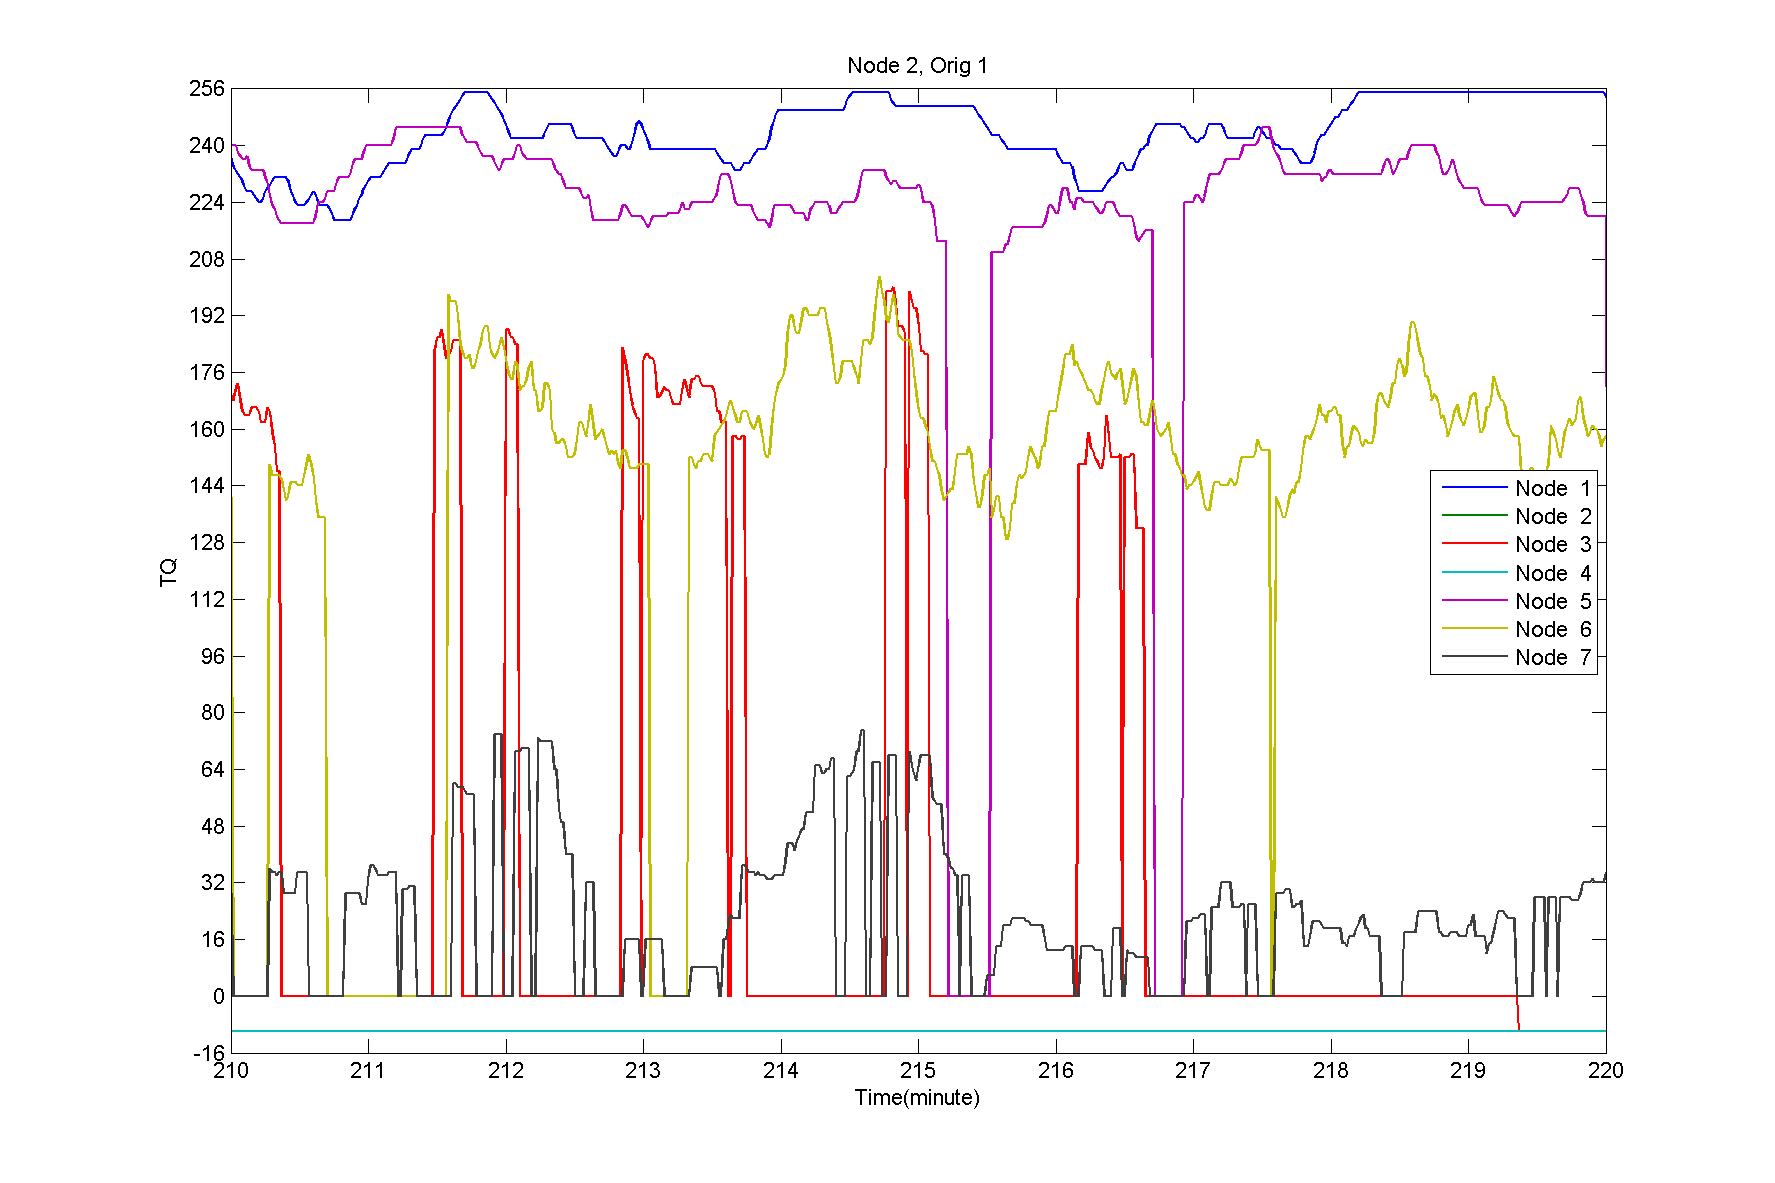 Node 2, Orig 1
256
240
224
208
192
176
160
144
128
112
96
80
64
48
32
16
0
-16
TQ
Node 1
Node 2
Node 3
Node 4
Node 5
Node 6
Node 7
210 211 212 213 214 215 216 217 218 219 220
Time(minute)